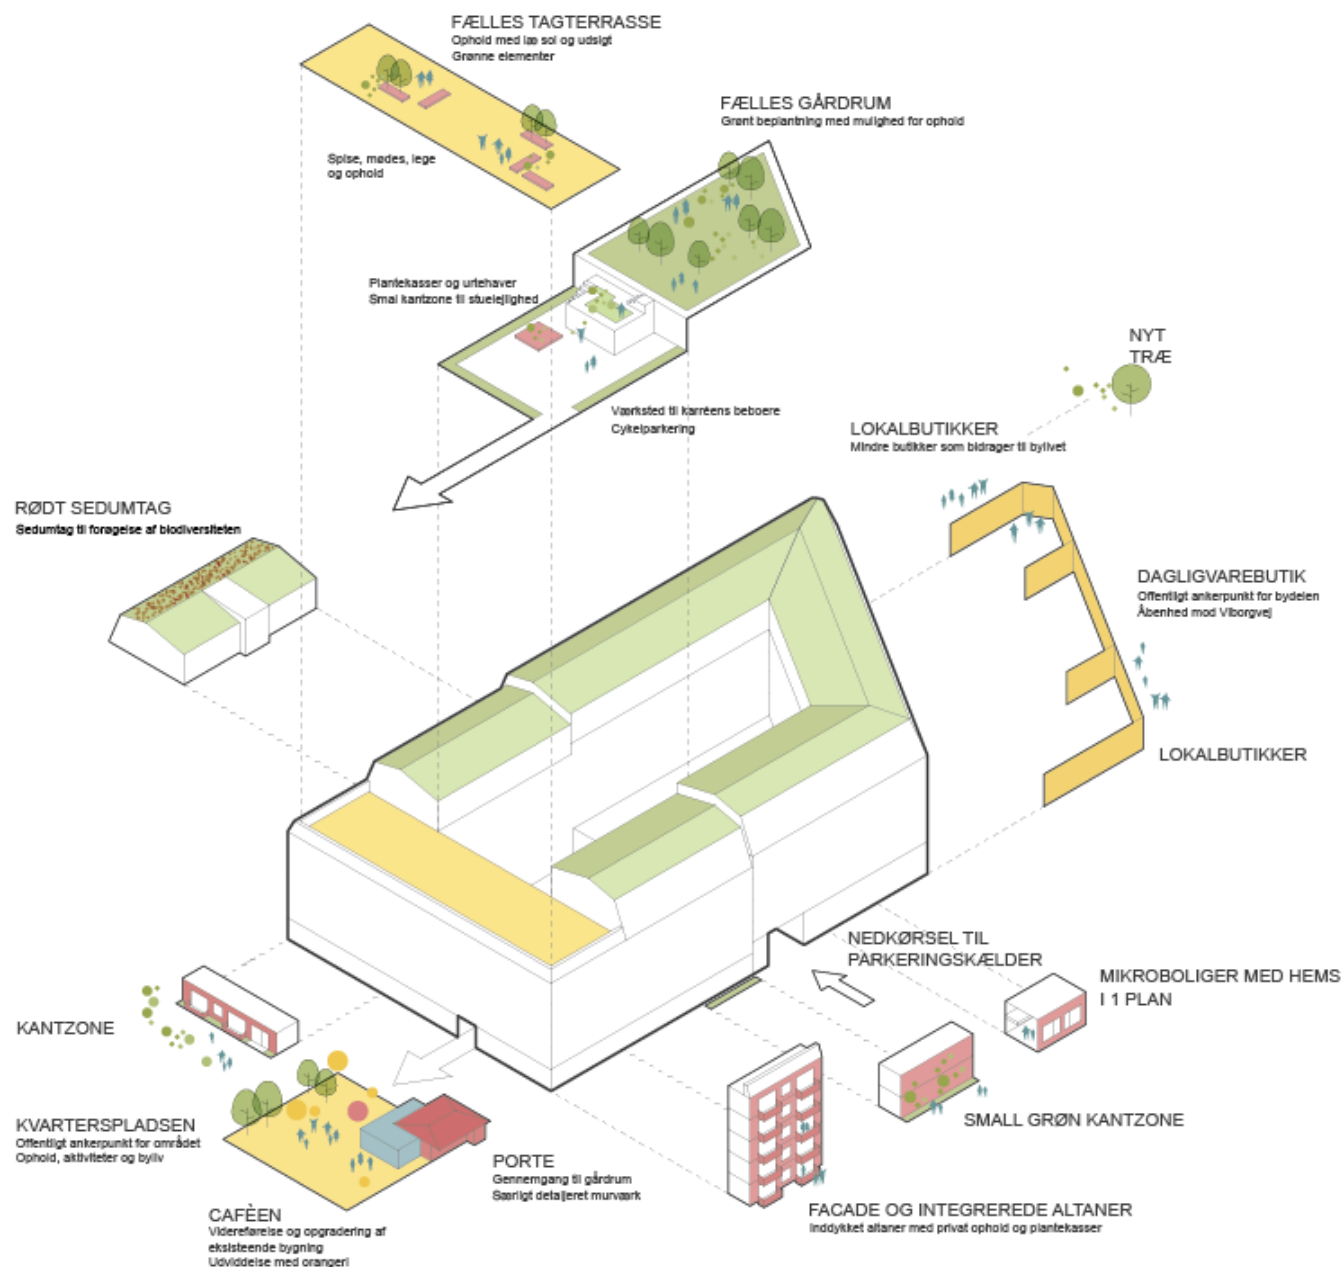 FÆLLES TAGTERRASSE
Ophold med læ sol og udsigt
Grønne elementer
FÆLLES GÅRDRUM
Grønt beplantning med mulighed for ophold
Spise, mødes, lege
og ophold
Plantekasser og urtehaver
Smal kantzone til stuelejlighed
NYT
TRÆ
Værksted til karréens beboere
Cykelparkering
LOKALBUTIKKER
Mindre butikker som bidrager til bylivet
RØDT SEDUMTAG
Sedumtag til forøgelse af biodiversiteten
DAGLIGVAREBUTIK
Offentligt ankerpunkt for bydelen
Åbenhed mod Viborgvej
LOKALBUTIKKER
NEDKØRSEL TIL
PARKERINGSKÆLDER
MIKROBOLIGER MED HEMS
I 1 PLAN
KANTZONE
SMALL GRØN KANTZONE
KVARTERSPLADSEN
Offentligt ankerpunkt for området
Ophold, aktiviteter og byliv
PORTE
Gennemgang til gårdrum
Særligt detaljeret murværk
CAFÈEN
Videreførelse og opgradering af
eksisteende bygning
Udviddelse med orangeri
FACADE OG INTEGREREDE ALTANER
Inddykket altaner med privat ophold og plantekasser